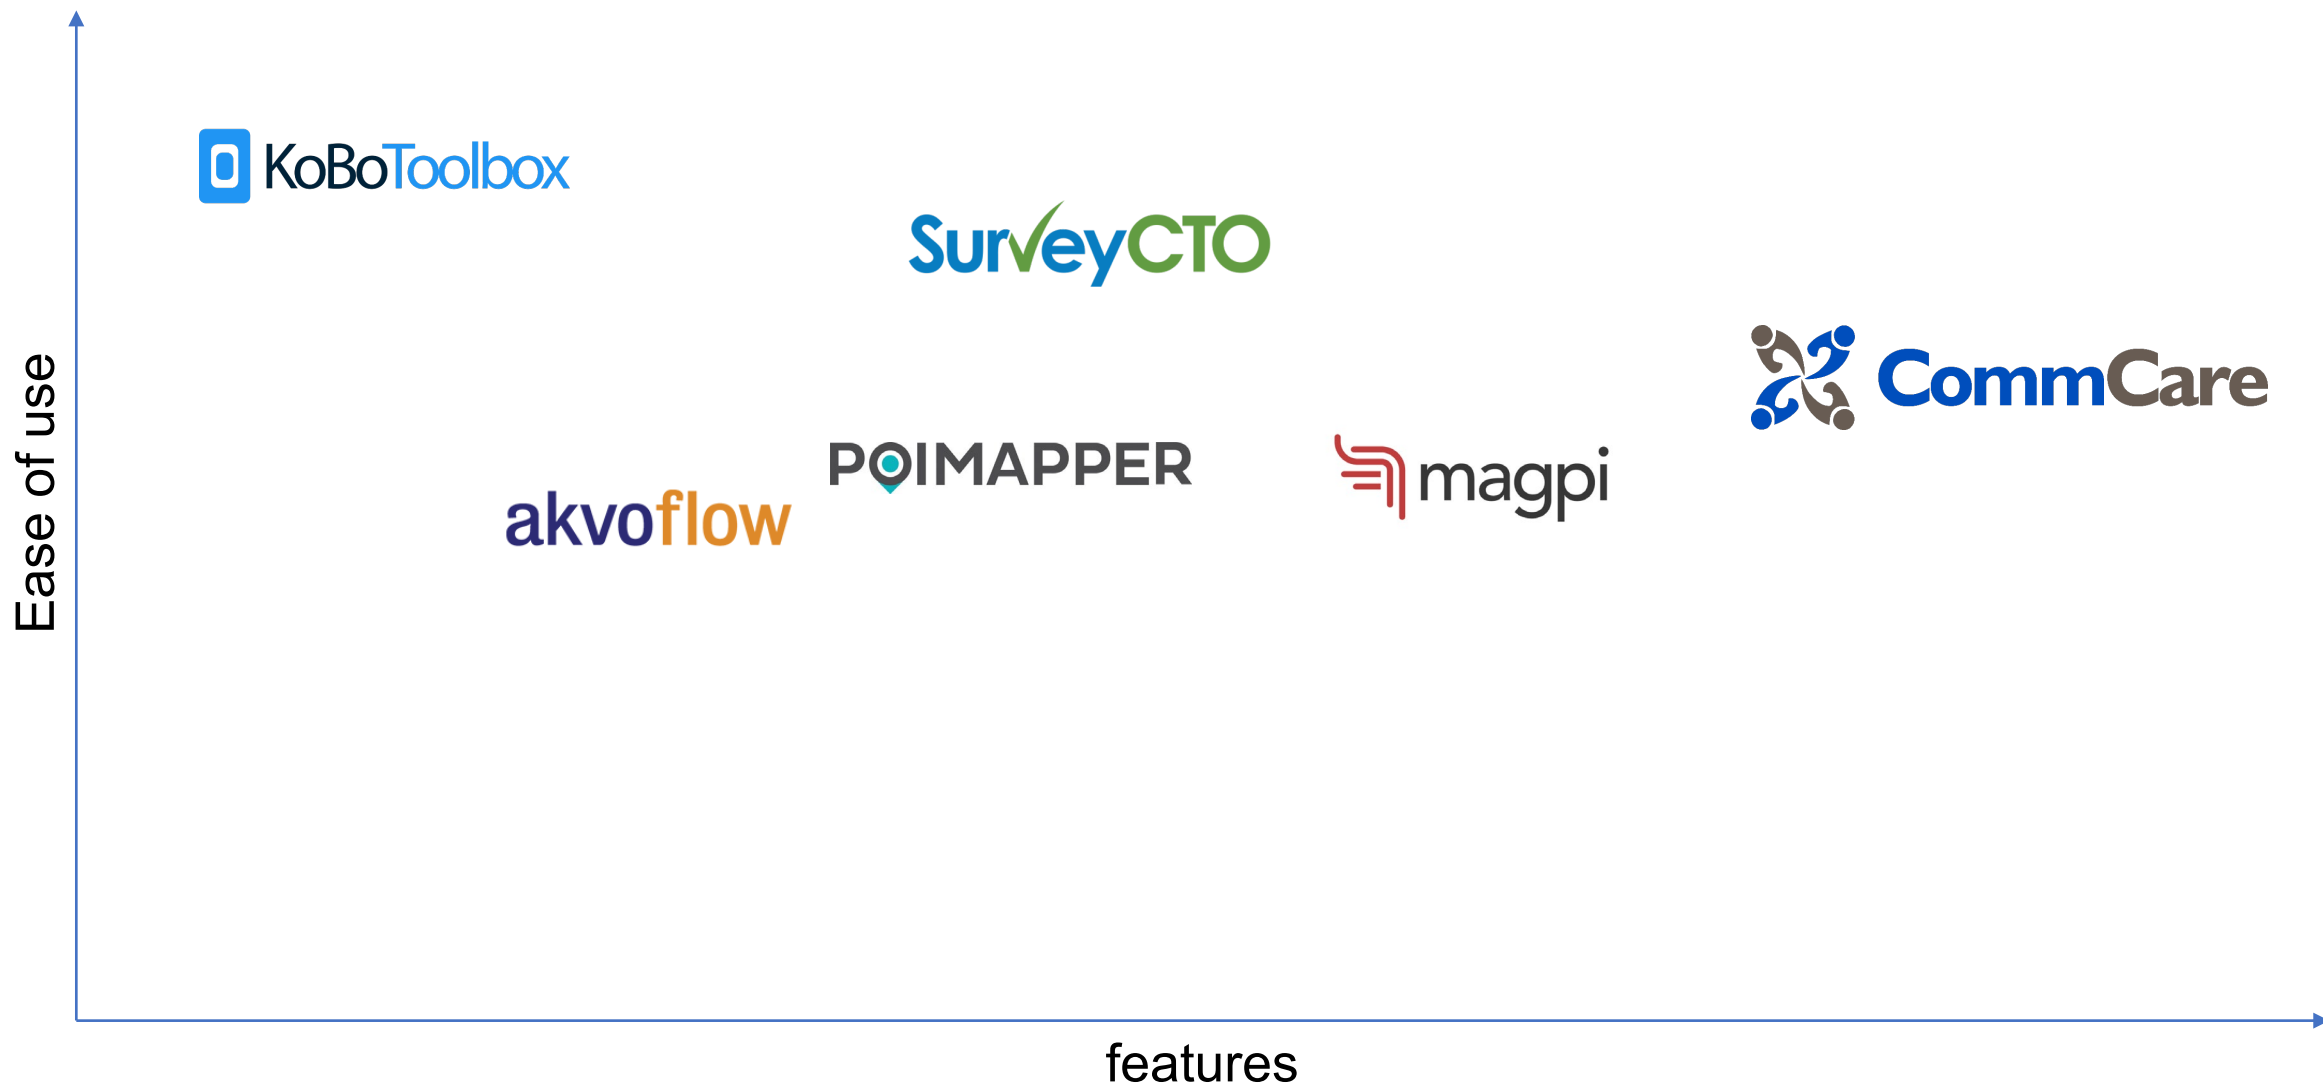 KoBoToolbox
SurveyCTO
CommCare
Ease of use
POIMAPPER
magpi
akvoflow
features